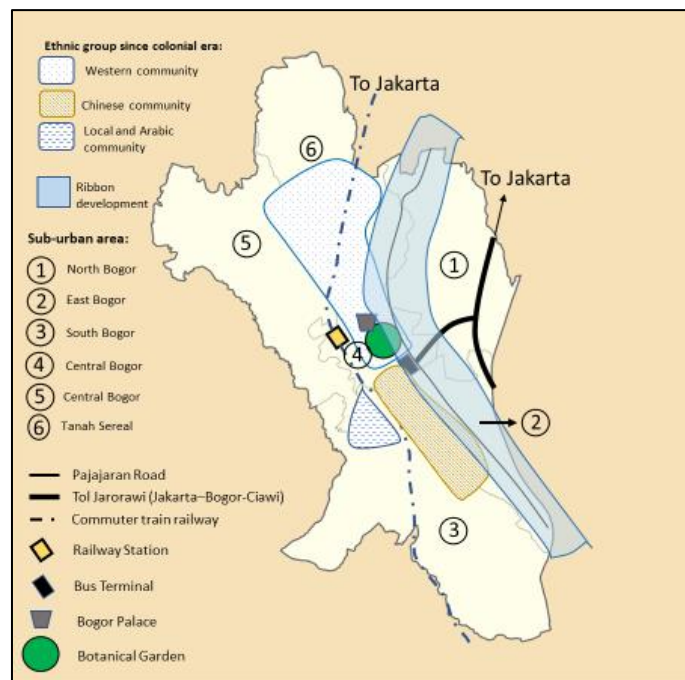 Ethnic group since colonial era:
Western community
Chinese community
Local and Arabic
community
Ribbon
development
Sub-urban area:
1 North Bogor
2 East Bogor
3 South Bogor
4 Central Bogor
5 Central Bogor
6 Tanah Sereal
Pajajaran Road
Tol Jarorawi (Jakarta–Bogor-Ciawi)
Commuter train railway
Railway Station
Bus Terminal
Bogor Palace
Botanical Garden
To Jakarta
To Jakarta
6
5
1
4
2
3